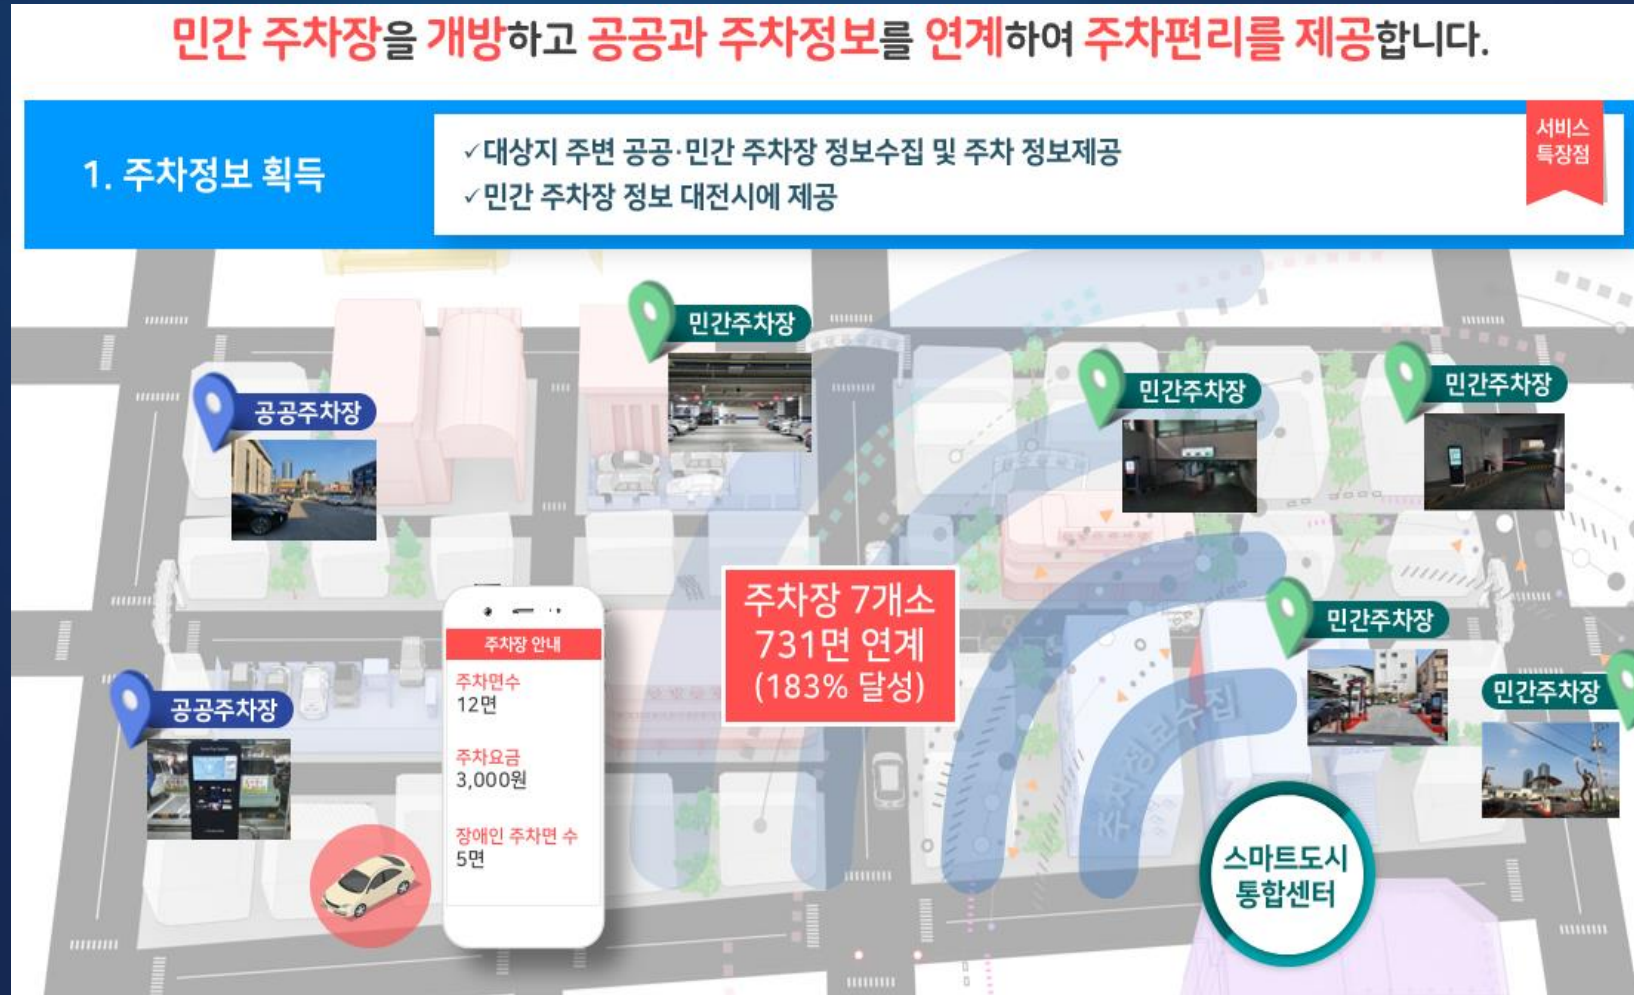 민간 주차장을 개방하고 공공과 주차정보를 연계하여 주차편리를 제공합니다.
1. 주차정보 획득
✓대상지 주변 공공·민간 주차장 정보수집 및 주차 정보제공
✓민간 주차장 정보 대전시에 제공
서비스
특장점
민간주차장
민간주차장
민간주차장
공공주차장
주차장 7개소
731면 연계
(183% 달성)
민간주차장
민간주차장
공공주차장
주차장 안내
주차면수
12면
주차요금
3,000원
장애인 주차면 수
5면
주차정보수집
스마트도시
통합센터